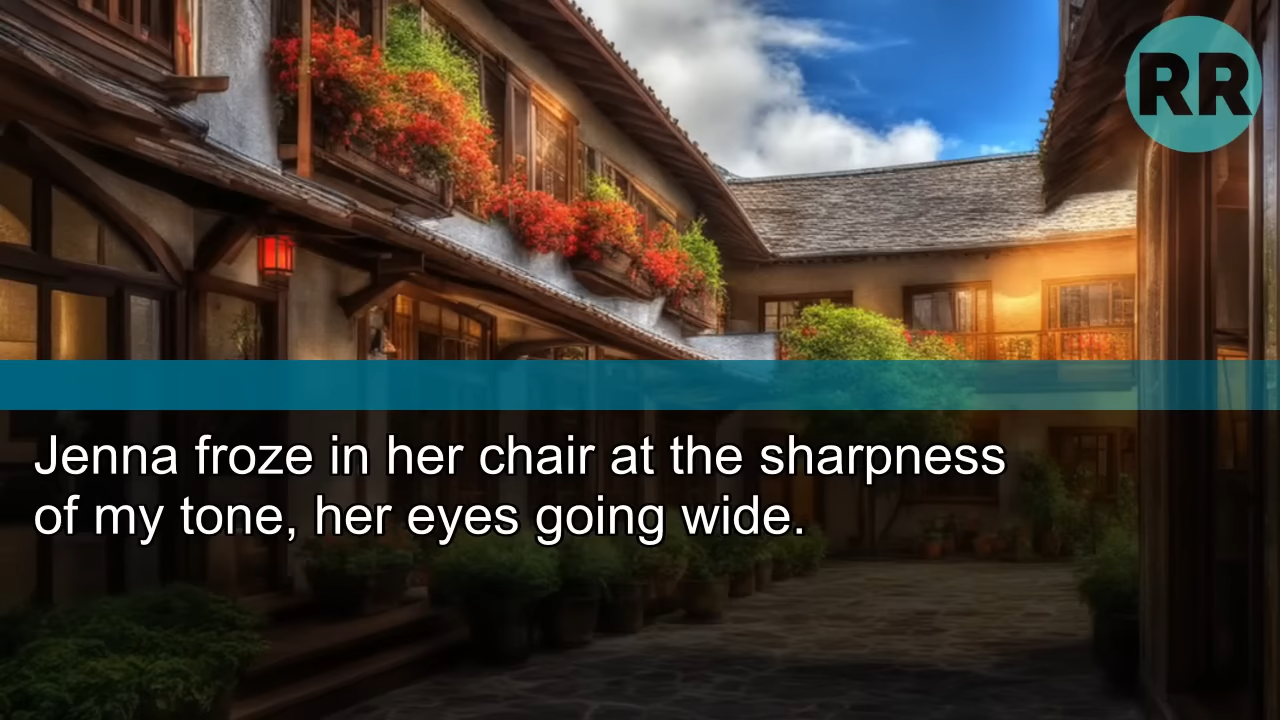 RR
Jenna froze in her chair at the sharpness
of my tone, her eyes going wide.